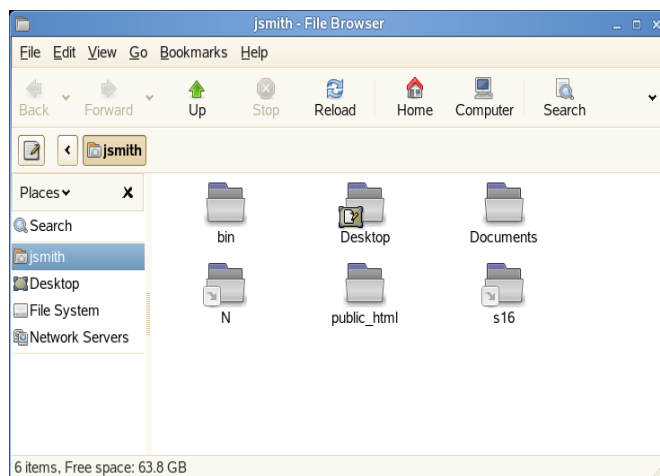 jsmith - File Browser
File Edit View Go Bookmarks Help
Back Forward Up Stop Reload Home Computer Search
jsmith
Places
Search
jsmith
Desktop
File System
Network Servers
bin Desktop Documents
N public_html s16
6 items, Free space: 63.8 GB